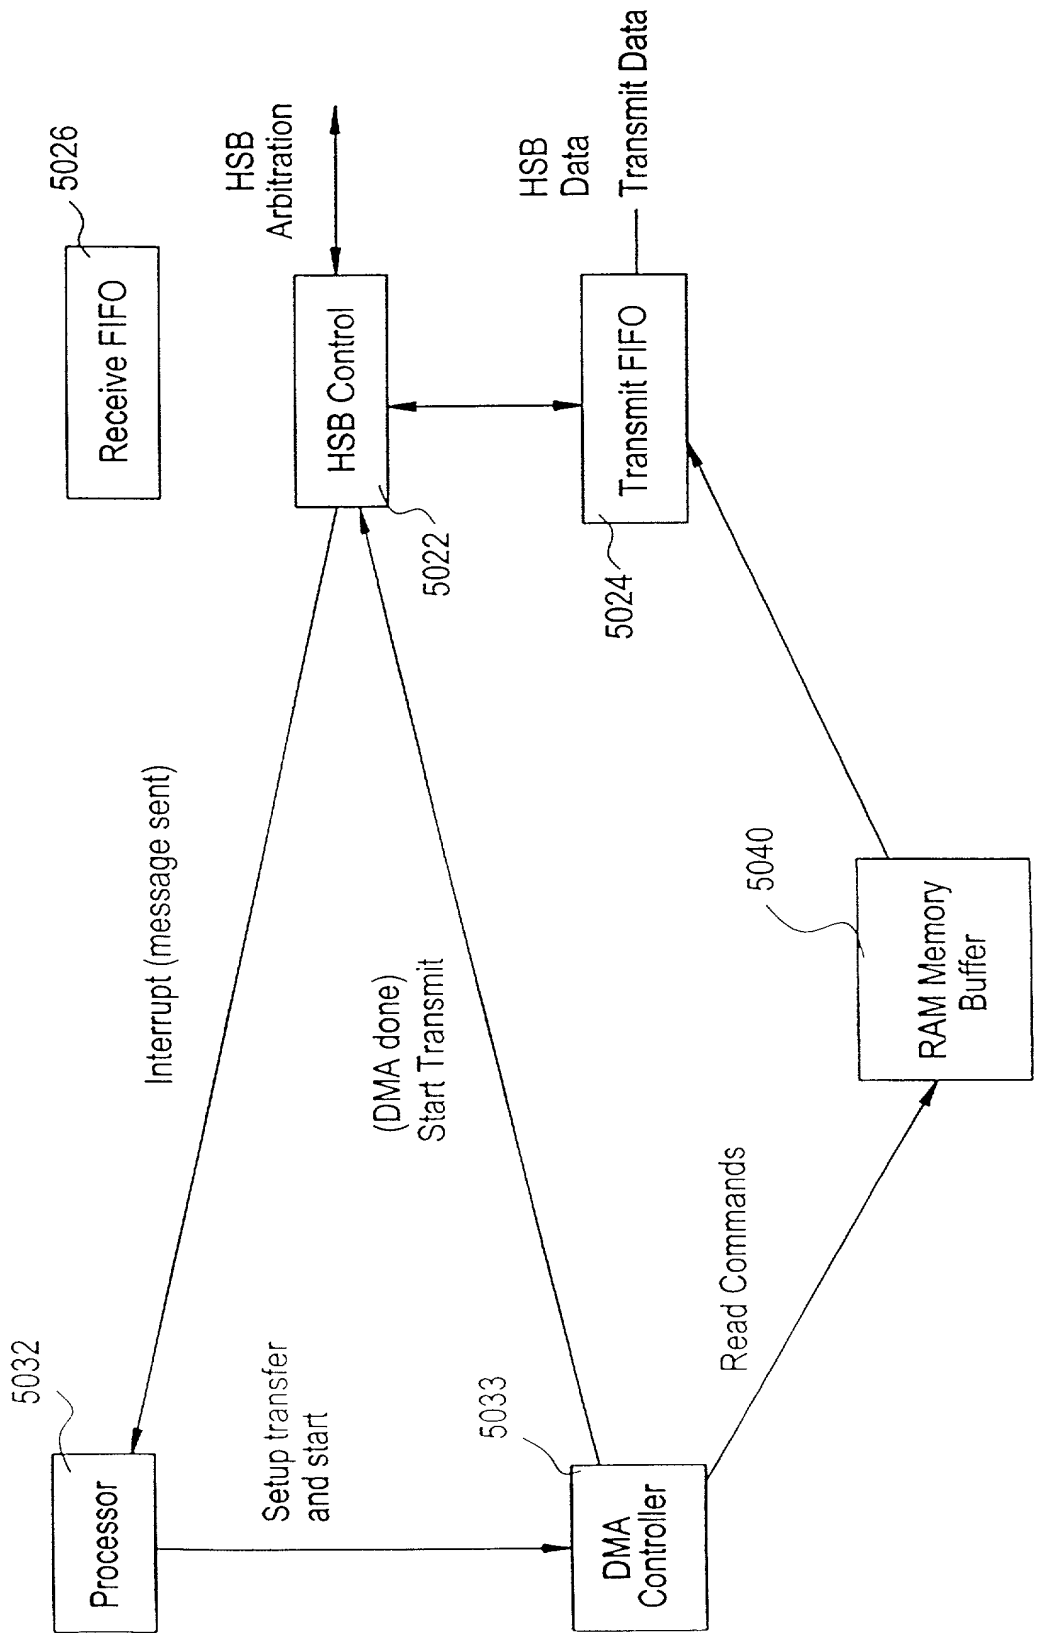 5032
Processor
Interrupt (message sent)
5026
Receive FIFO
Setup transfer
and start
(DMA done)
Start Transmit
HSB Control
5022
HSB
Arbitration
5033
DMA
Controller
Read Commands
5024
Transmit FIFO
HSB
Data
Transmit Data
5040
RAM Memory
Buffer